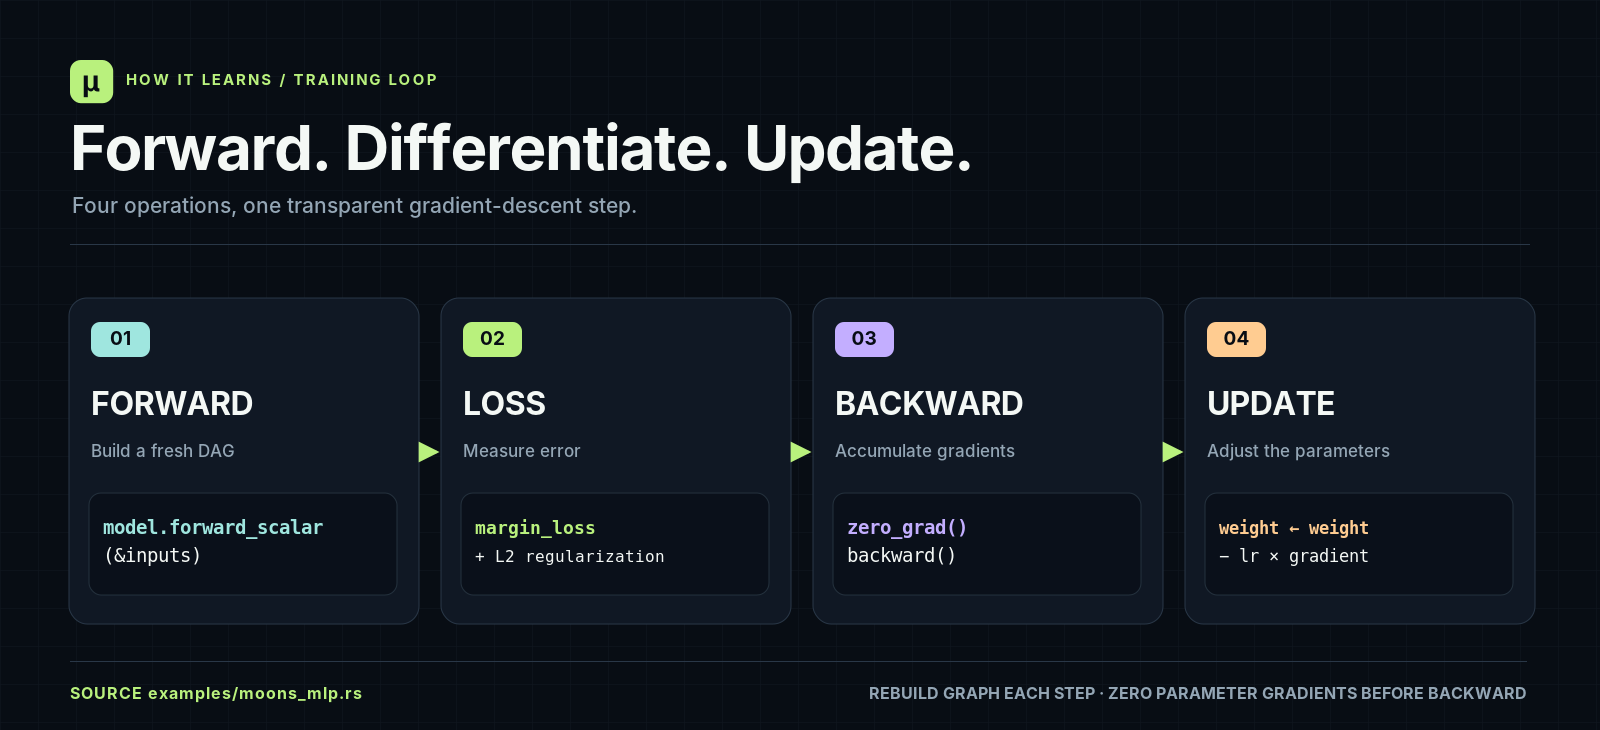 µ HOW IT LEARNS / TRAINING LOOP
Forward. Differentiate. Update.
Four operations, one transparent gradient-descent step.
01
FORWARD
Build a fresh DAG
model.forward_scalar
(&inputs)
02
LOSS
Measure error
margin_loss
+ L2 regularization
03
BACKWARD
Accumulate gradients
zero_grad()
backward()
04
UPDATE
Adjust the parameters
weight ← weight
− lr × gradient
SOURCE examples/moons_mlp.rs
REBUILD GRAPH EACH STEP · ZERO PARAMETER GRADIENTS BEFORE BACKWARD